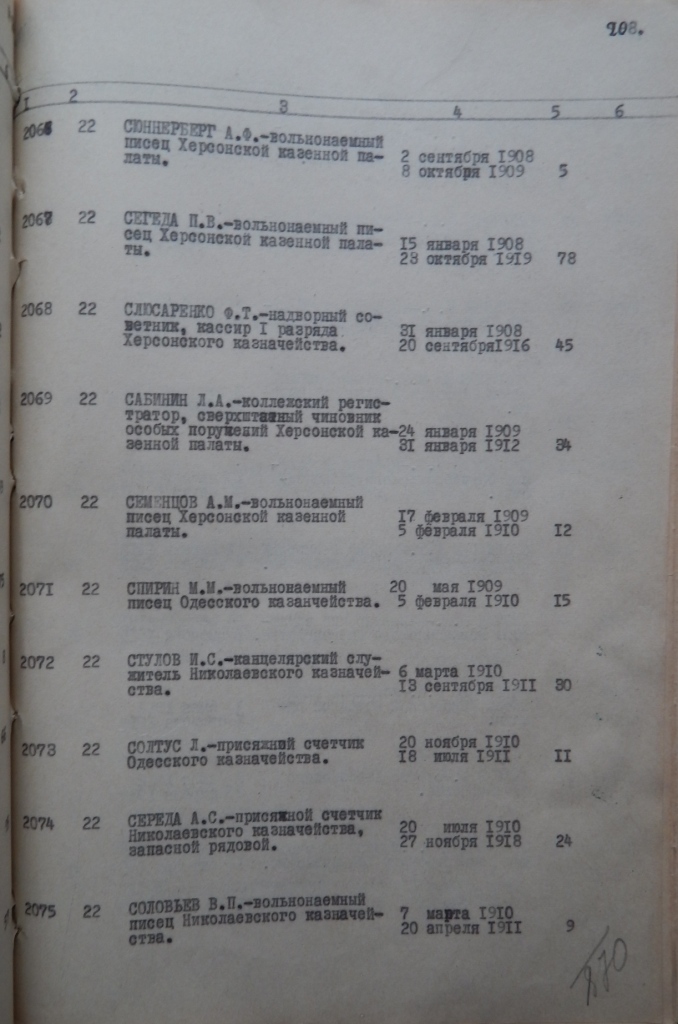 208.
1 2 3 4 5 6
2066 22 СЮННЕРБЕРГ А.Ф.-вольнонаемный
писец Херсонской казенной па-
латы.
2 сентября 1908
8 октября 1909 5
2067 22 СЕГЕДА П.В.-вольнонаемный пи-
сец Херсонской казенной пала-
ты.
15 января 1908
28 октября 1919 78
2068 22 СЛЮСАРЕНКО Ф.Т.-надворный со-
ветник, кассир I разряда
Херсонского казначейства.
31 января 1908
20 сентября1916 45
2069 22 САБИНИН Л.А.-коллежский регис-
тратор, сверхштатный чиновник
особых поручений Херсонской ка-
зенной палаты.
24 января 1909
31 января 1912 34
2070 22 СЕМЕНЦОВ А.М.-вольнонаемный
писец Херсонской казенной
палаты.
17 февраля 1909
5 февраля 1910 12
2071 22 СПИРИН М.М.-вольнонаемный 20 мая 1909
писец Одесского казанчейства. 5 февраля 1910 15
2072 22 СТУЛОВ И.С.-канцелярский слу-
житель Николаевского казначей-
ства.
6 марта 1910
13 сентября 1911 30
2073 22 СОЛТУС Л.-присяжний счетчик 20 ноября 1910
Одесского казначейства. 18 июля 1911 11
2074 22 СЕРЕДА А.С.-присяжной счетчик
Николаевского казначейства, 20 июля 1910
запасной рядовой. 27 ноября 1918 24
2075 22 СОЛОВЬЕВ В.П.-вольнонаемный 7 марта 1910
писец Николаевского казначей- 20 апреля 1911 9
ства.